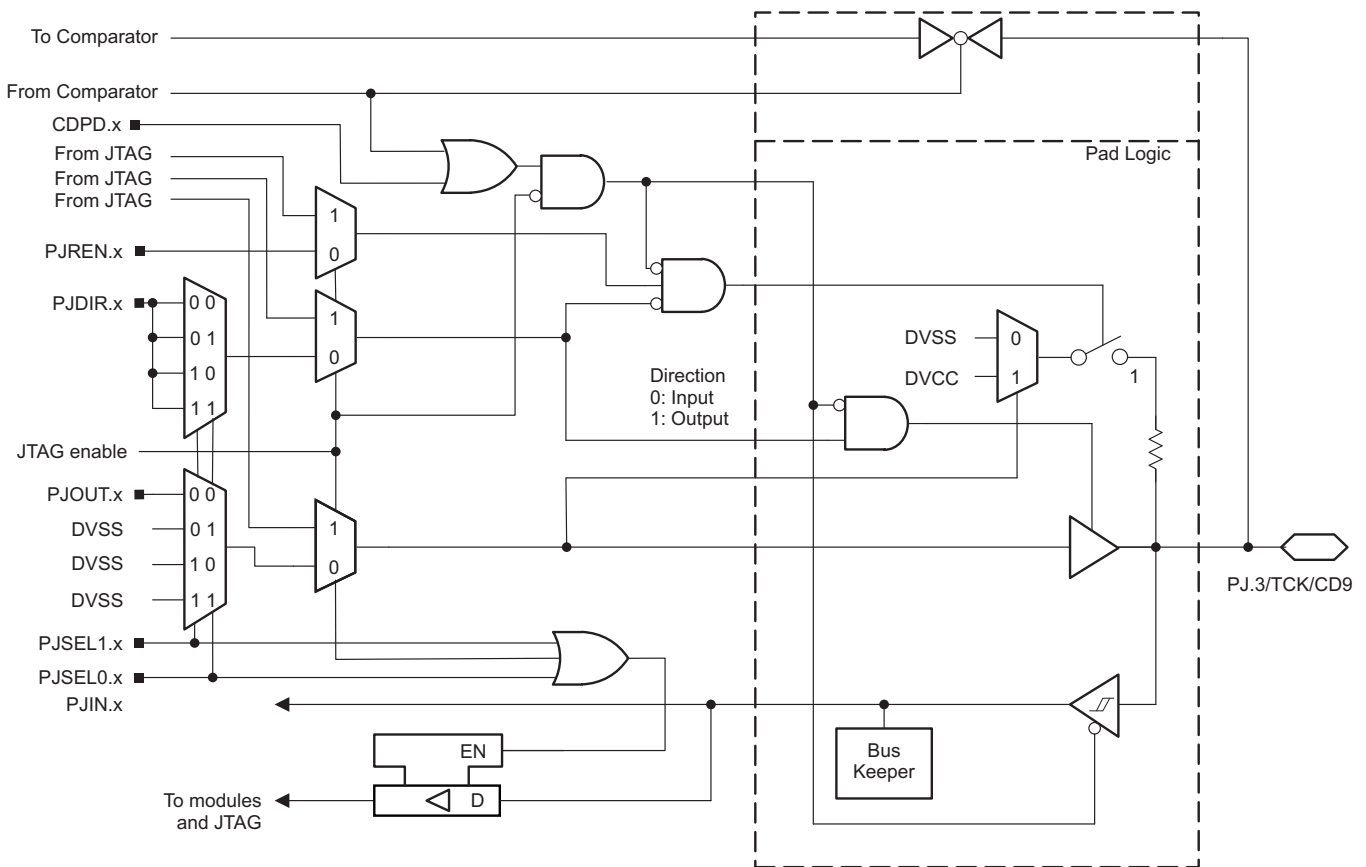 To Comparator
From Comparator
CDPD.x
From JTAG
From JTAG
From JTAG
Pad Logic
1
PJREN.x
0
PJDIR.x
0 0
1
0 1
DVSS
0
0
1 0
Direction
0: Input
1: Output
DVCC
1
1
1 1
JTAG enable
PJOUT.x
0 0
DVSS
0 1
1
DVSS
1 0
0
DVSS
1 1
PJ.3/TCK/CD9
PJSEL1.x
PJSEL0.x
PJIN.x
EN
Bus
Keeper
D
To modules
and JTAG